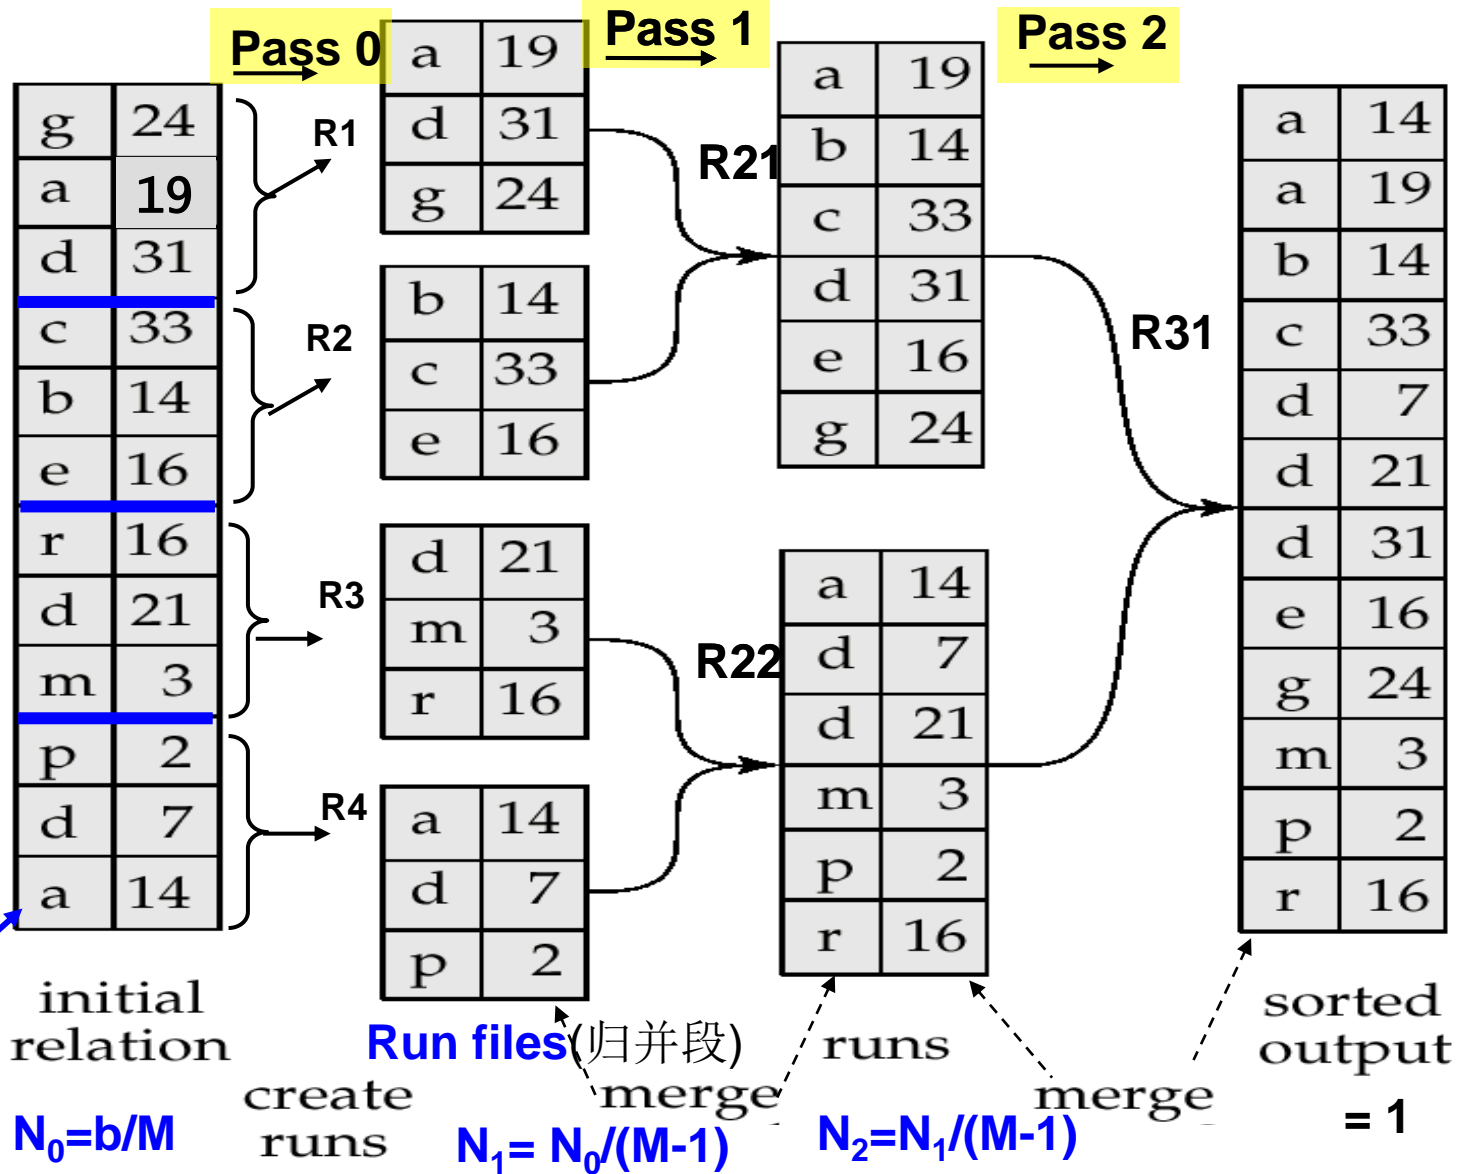 Pass 0
Pass 1
Pass 2
g 24
a 19
d 31
c 33
b 14
e 16
r 16
d 21
m 3
p 2
d 7
a 14
R1
R2
R3
R4
a 19
d 31
g 24
b 14
c 33
e 16
d 21
m 3
r 16
a 14
d 7
p 2
R21
R22
a 19
b 14
c 33
d 31
e 16
g 24
a 14
d 7
d 21
m 3
p 2
r 16
R31
a 14
a 19
b 14
c 33
d 7
d 21
d 31
e 16
g 24
m 3
p 2
r 16
initial
relation
create
runs
Run files(归并段)
merge
runs
merge
sorted
output
N₀=b/M
N₁= N₀/(M-1)
N₂=N₁/(M-1)
= 1